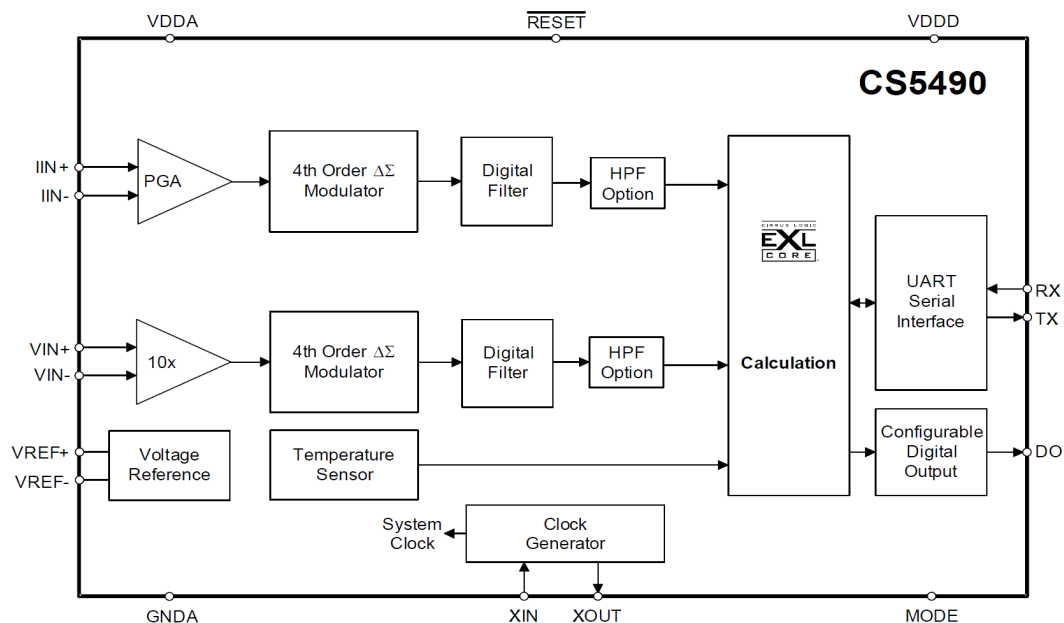 VDDA
RESET
VDDD
CS5490
IIN+
IIN-
PGA
4th Order ΔΣ
Modulator
Digital
Filter
HPF
Option
CIRRUS LOGIC
EXL
CORE
UART
Serial
Interface
RX
TX
VIN+
VIN-
10x
4th Order ΔΣ
Modulator
Digital
Filter
HPF
Option
Calculation
VREF+
VREF-
Voltage
Reference
Temperature
Sensor
Configurable
Digital
Output
DO
System
Clock
Clock
Generator
GNDA
XIN
XOUT
MODE